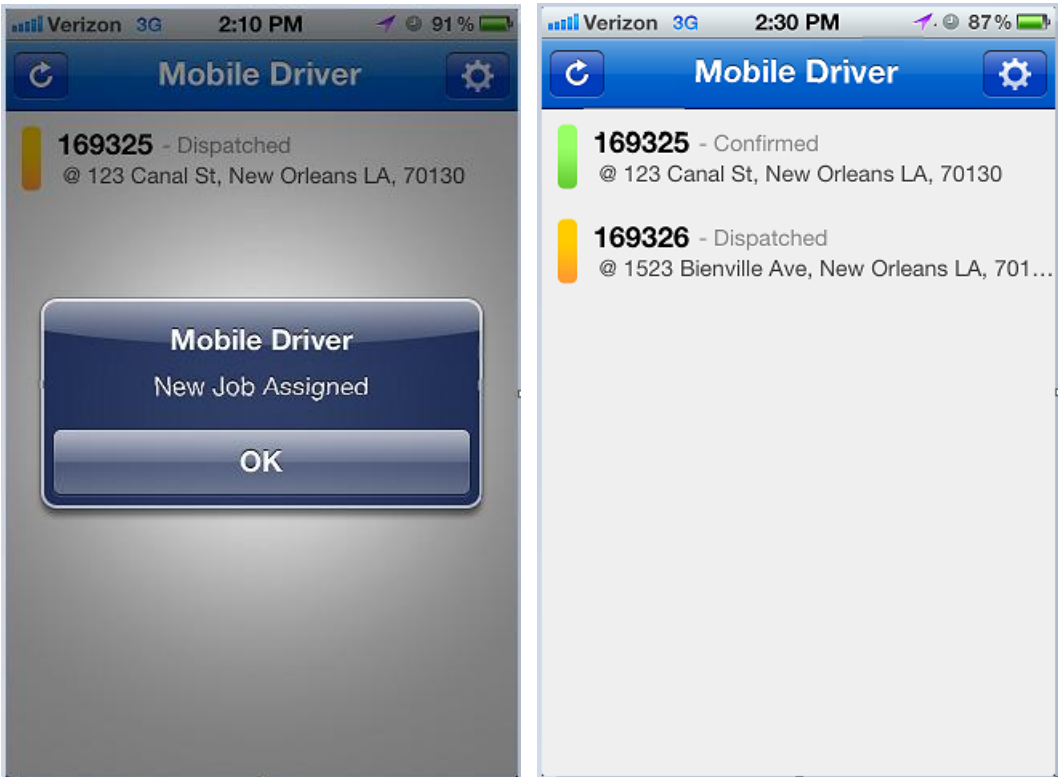 Verizon 3G 2:10 PM 91%
Mobile Driver
169325 - Dispatched
@ 123 Canal St, New Orleans LA, 70130
Mobile Driver
New Job Assigned
OK
Verizon 3G 2:30 PM 87%
Mobile Driver
169325 - Confirmed
@ 123 Canal St, New Orleans LA, 70130
169326 - Dispatched
@ 1523 Bienville Ave, New Orleans LA, 701...